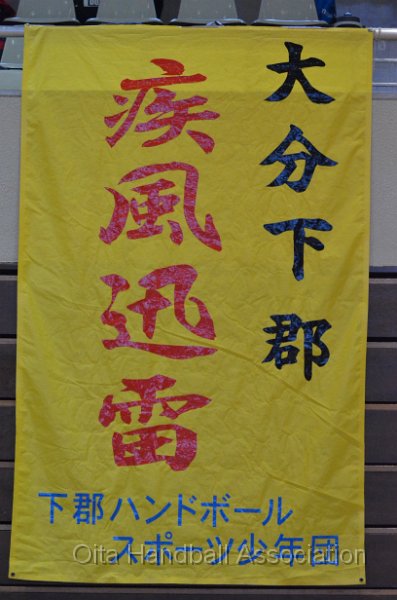 大分下郡
疾風迅雷
下郡ハンドボール
スポーツ少年団
Oita Handball Association